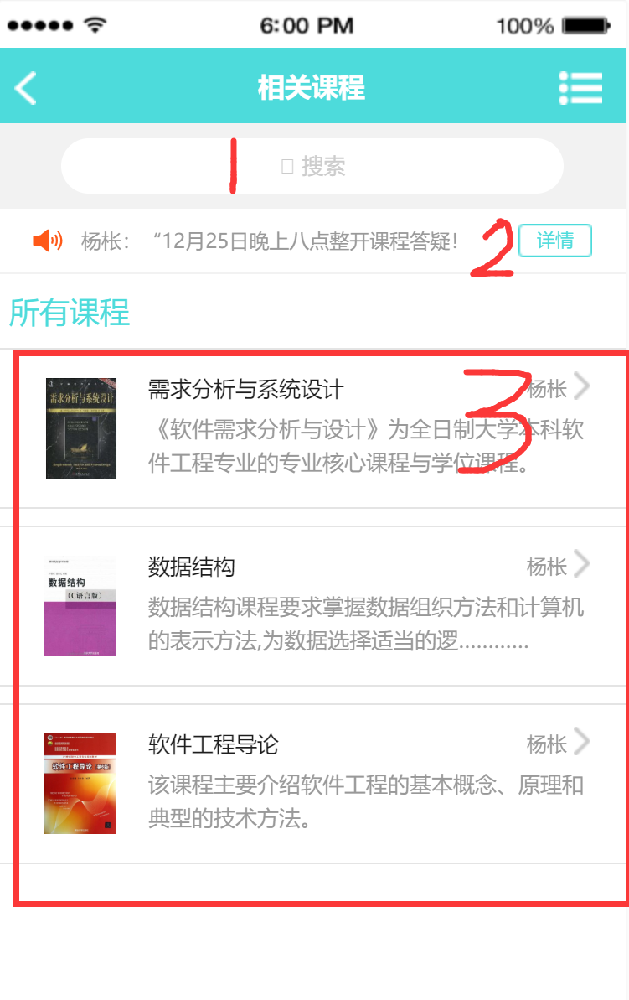 6:00 PM 100%
相关课程
1
搜索
杨枨：“12月25日晚上八点整开课程答疑！ 2 详情
所有课程
3
需求分析与系统设计 杨枨
需求分析与系统设计
《软件需求分析与设计》为全日制大学本科软
件工程专业的专业核心课程与学位课程。
数据结构 杨枨
数据结构
（C语言版）
数据结构课程要求掌握数据组织方法和计算机
的表示方法,为数据选择适当的逻…………
软件工程导论 杨枨
软件工程导论
该课程主要介绍软件工程的基本概念、原理和
典型的技术方法。